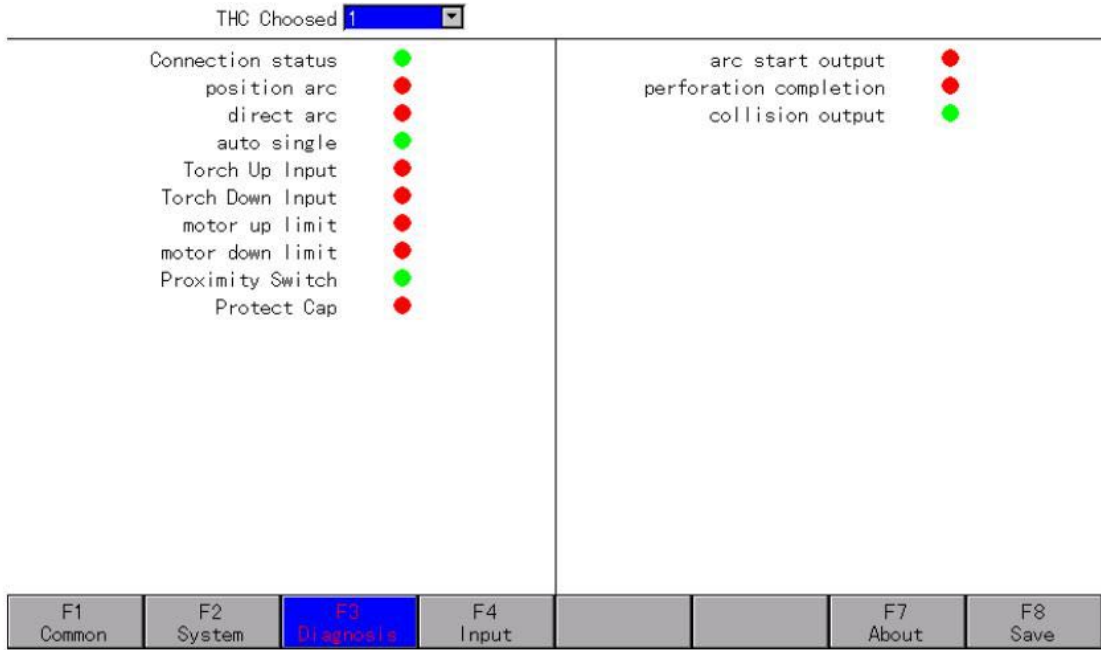 THC Choosed 1
Connection status
position arc
direct arc
auto single
Torch Up Input
Torch Down Input
motor up limit
motor down limit
Proximity Switch
Protect Cap
arc start output
perforation completion
collision output
F1
Common
F2
System
F3
Diagnosis
F4
Input
F7
About
F8
Save